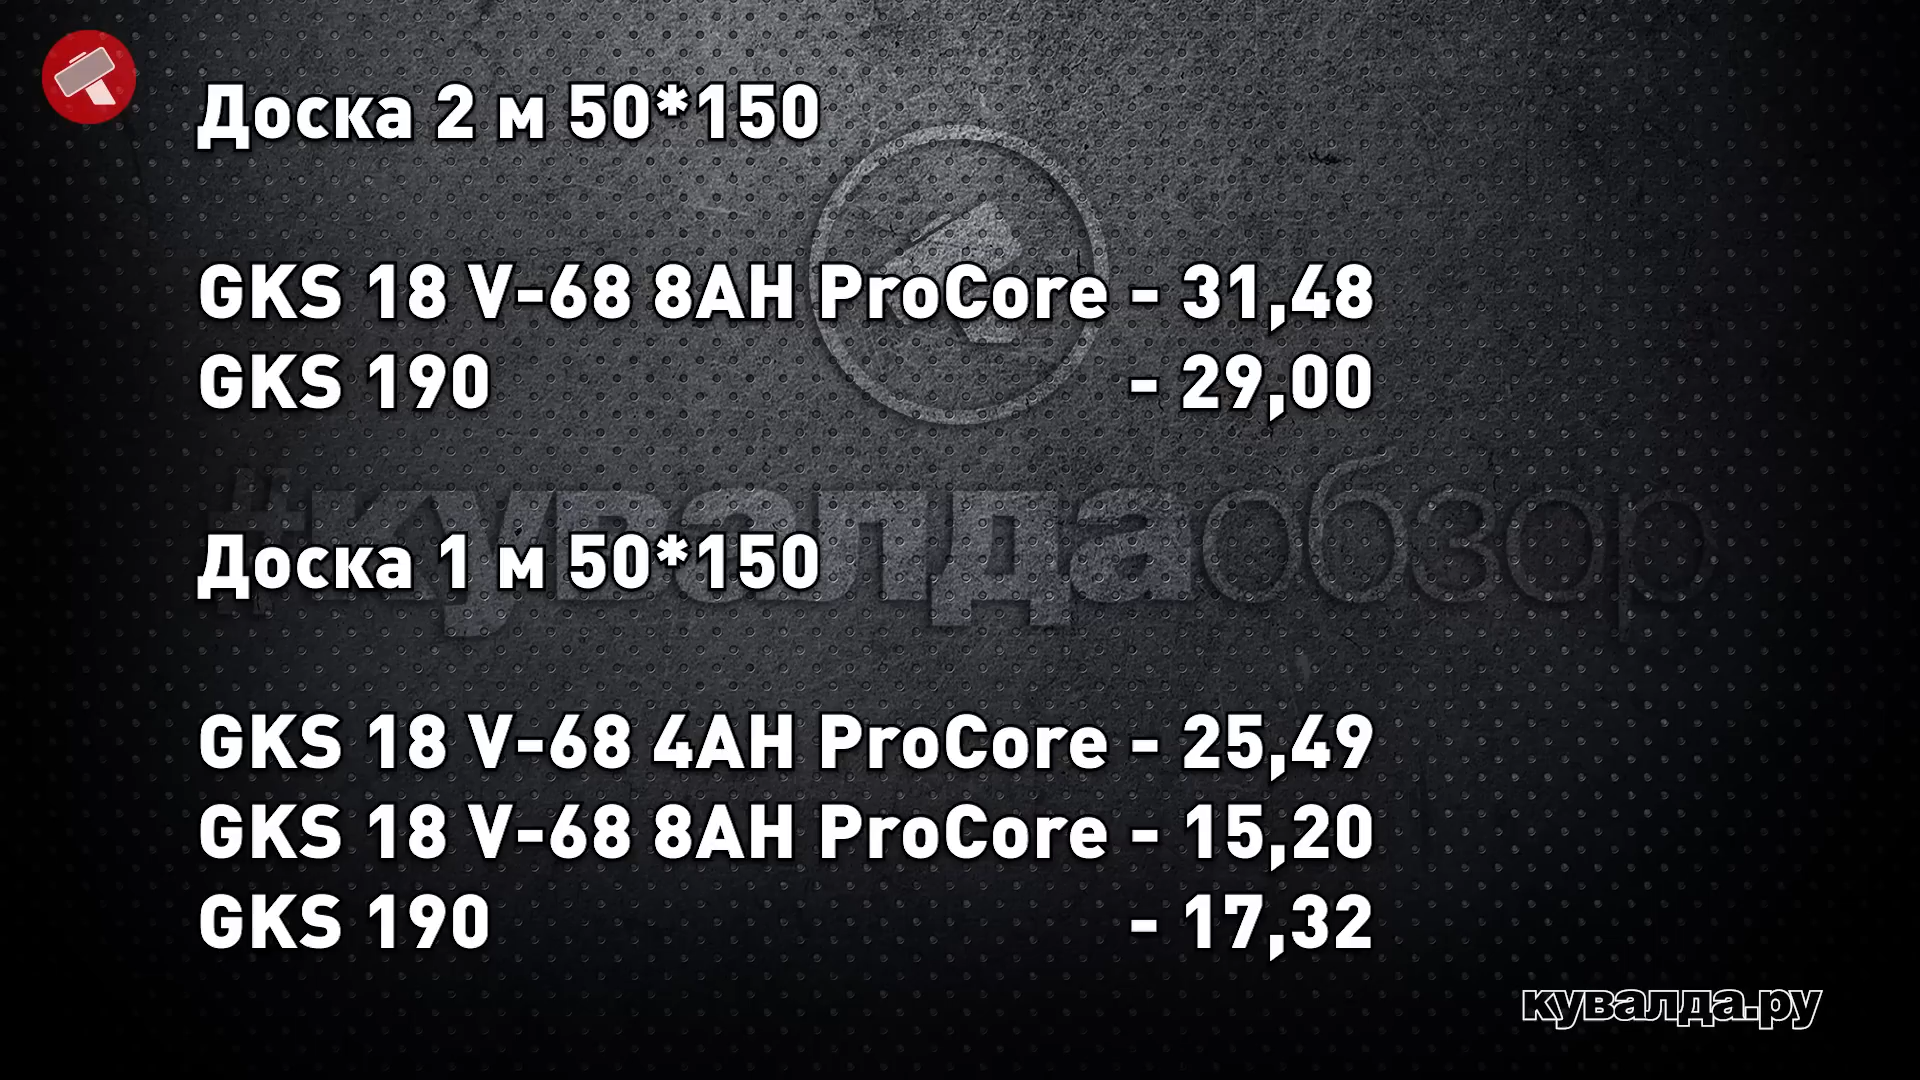 Доска 2 м 50*150
GKS 18 V-68 8AH ProCore - 31,48
GKS 190 - 29,00
#кувалдаобзор
Доска 1 м 50*150
GKS 18 V-68 4AH ProCore - 25,49
GKS 18 V-68 8AH ProCore - 15,20
GKS 190 - 17,32
кувалда.ру